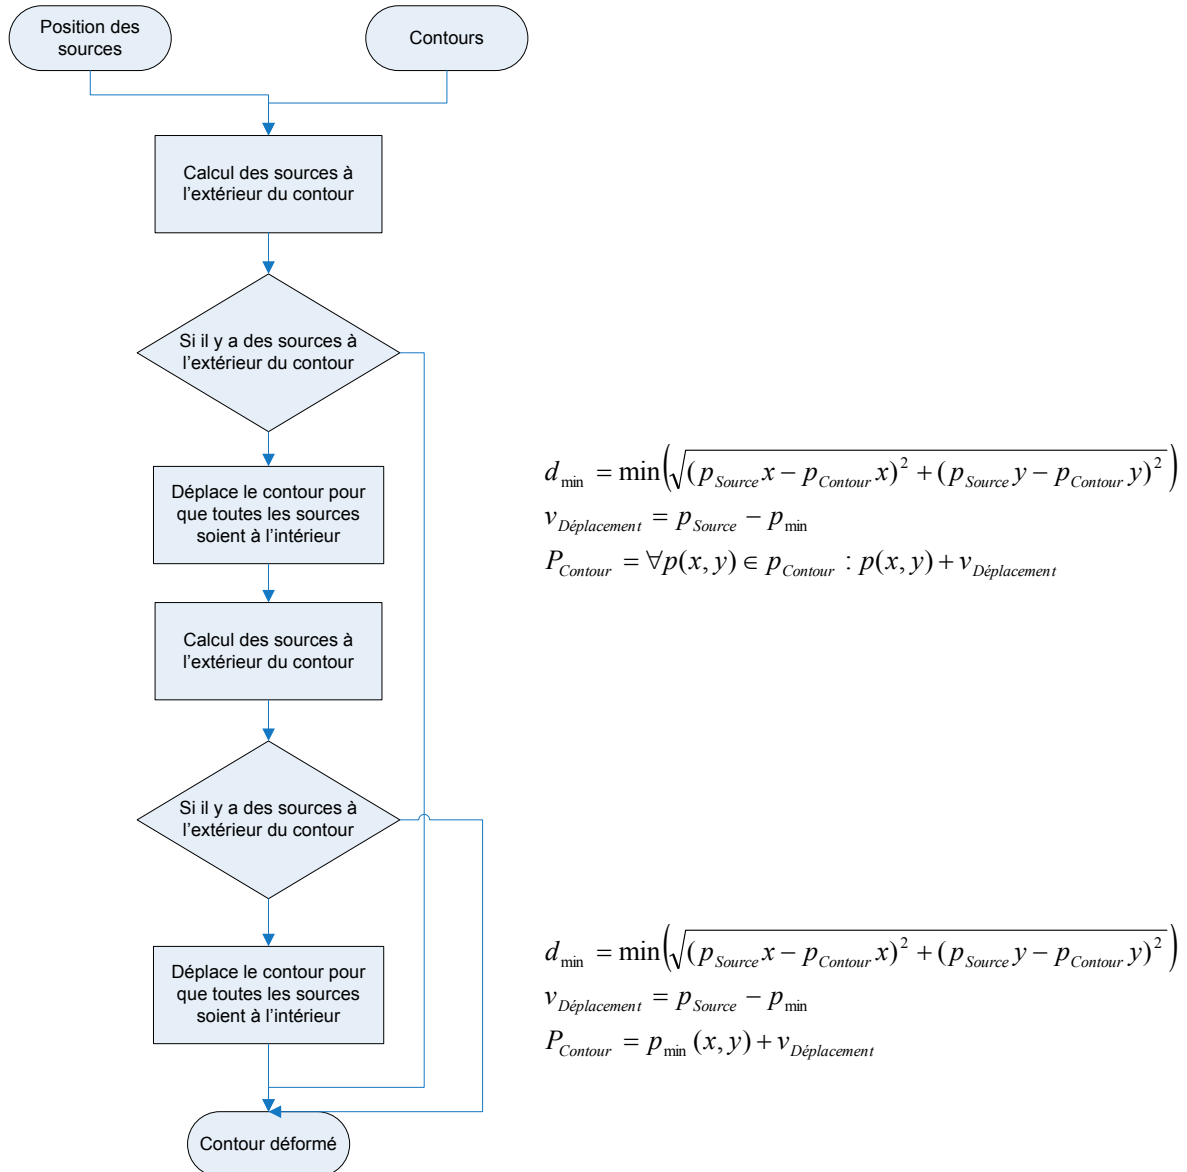 Position des
sources
Contours
Calcul des sources à
l'extérieur du contour
Si il y a des sources à
l'extérieur du contour
Déplace le contour pour
que toutes les sources
soient à l'intérieur
d_min = min(√((p_Source x − p_Contour x)² + (p_Source y − p_Contour y)²))
v_Déplacement = p_Source − p_min
P_Contour = ∀p(x, y) ∈ p_Contour : p(x, y) + v_Déplacement
Calcul des sources à
l'extérieur du contour
Si il y a des sources à
l'extérieur du contour
Déplace le contour pour
que toutes les sources
soient à l'intérieur
d_min = min(√((p_Source x − p_Contour x)² + (p_Source y − p_Contour y)²))
v_Déplacement = p_Source − p_min
P_Contour = p_min (x, y) + v_Déplacement
Contour déformé